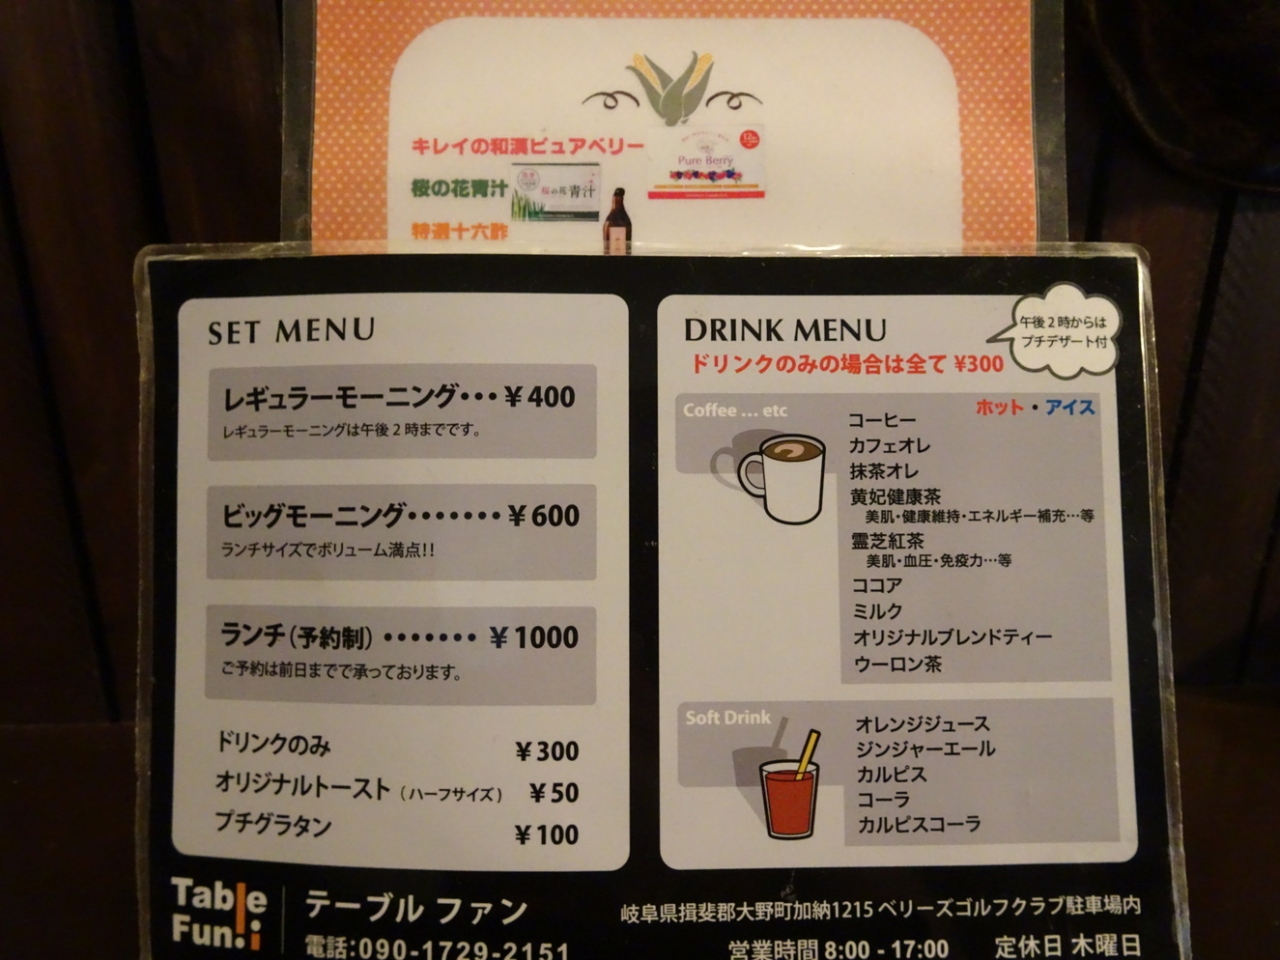 キレイの和漢ピュアベリー
Pure Berry
桜の花青汁
桜の花 青汁
特選十六酢
SET MENU
レギュラーモーニング・・・¥400
レギュラーモーニングは午後2時までです。
ビッグモーニング・・・・・・・¥600
ランチサイズでボリューム満点!!
ランチ(予約制)・・・・・・・¥1000
ご予約は前日までで承っております。
ドリンクのみ ¥300
オリジナルトースト(ハーフサイズ) ¥50
プチグラタン ¥100
DRINK MENU
午後2時からは
プチデザート付
ドリンクのみの場合は全て ¥300
Coffee ... etc
ホット・アイス
コーヒー
カフェオレ
抹茶オレ
黄妃健康茶
美肌・健康維持・エネルギー補充…等
霊芝紅茶
美肌・血圧・免疫力…等
ココア
ミルク
オリジナルブレンドティー
ウーロン茶
Soft Drink
オレンジジュース
ジンジャーエール
カルピス
コーラ
カルピスコーラ
Table
Fun!i
テーブル ファン
電話:090-1729-2151
岐阜県揖斐郡大野町加納1215 ベリーズゴルフクラブ駐車場内
営業時間 8:00 - 17:00 定休日 木曜日